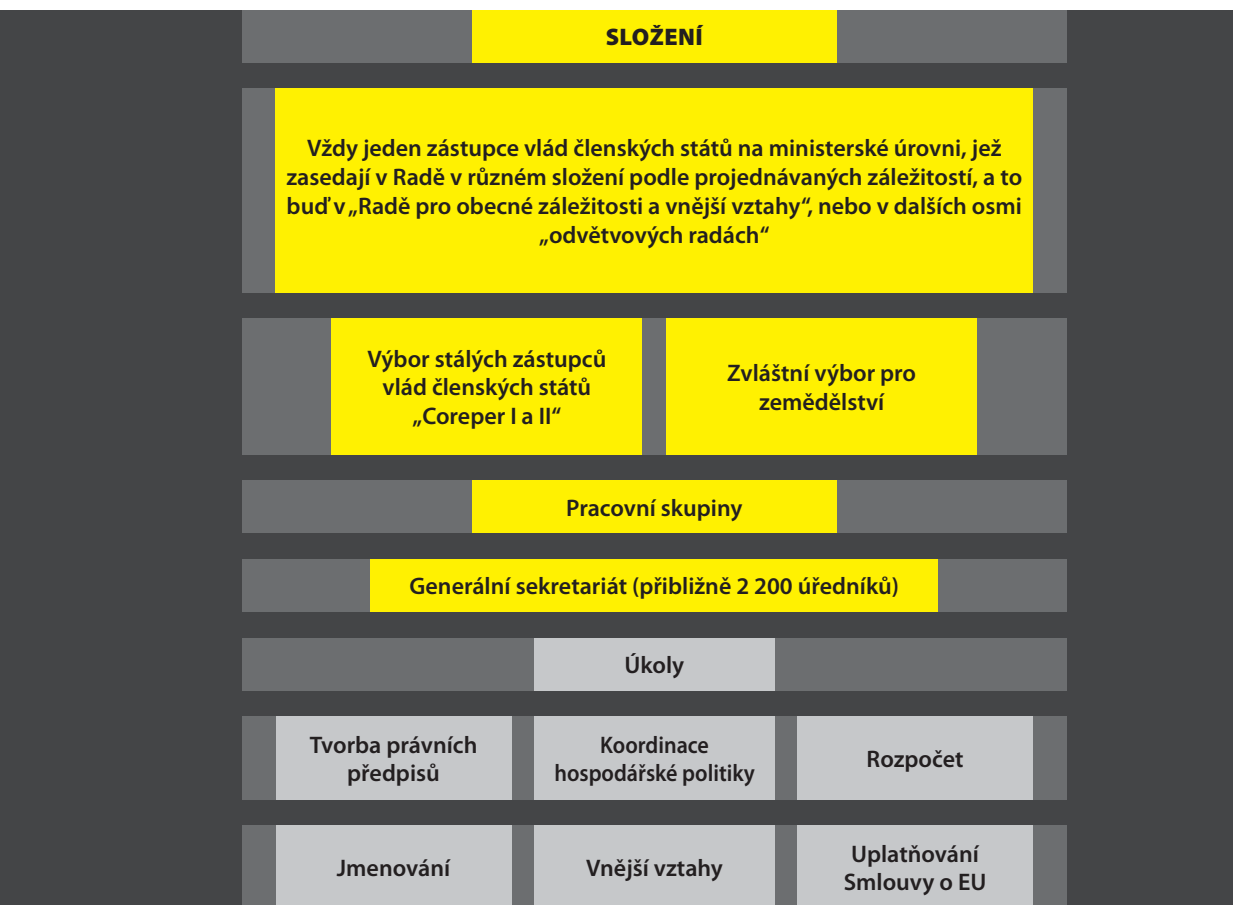 SLOŽENÍ
Vždy jeden zástupce vlád členských států na ministerské úrovni, jež
zasedají v Radě v různém složení podle projednávaných záležitostí, a to
buď v „Radě pro obecné záležitosti a vnější vztahy“, nebo v dalších osmi
„odvětvových radách“
Výbor stálých zástupců
vlád členských států
„Coreper I a II“
Zvláštní výbor pro
zemědělství
Pracovní skupiny
Generální sekretariát (přibližně 2 200 úředníků)
Úkoly
Tvorba právních
předpisů
Koordinace
hospodářské politiky
Rozpočet
Jmenování
Vnější vztahy
Uplatňování
Smlouvy o EU